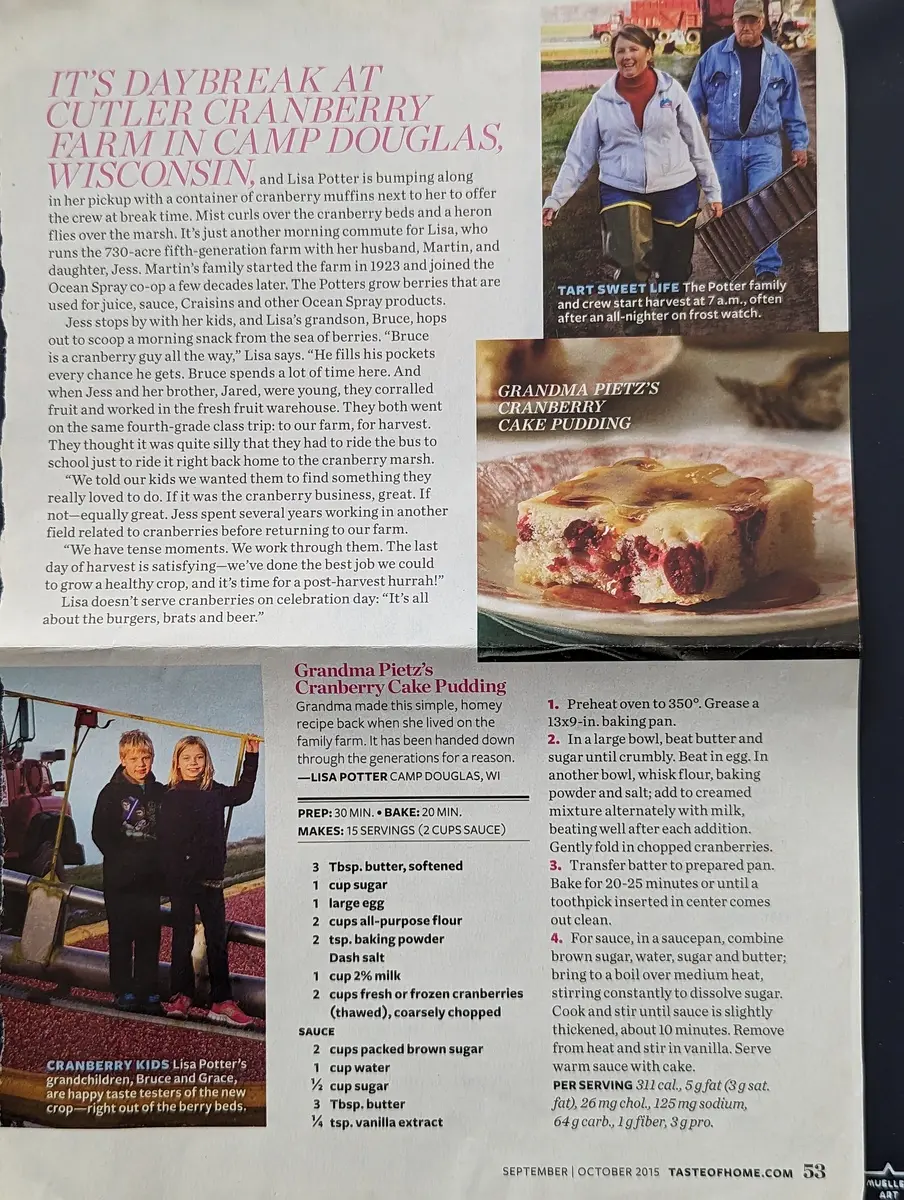 IT'S DAYBREAK AT
CUTLER CRANBERRY
FARM IN CAMP DOUGLAS,
WISCONSIN, and Lisa Potter is bumping along
in her pickup with a container of cranberry muffins next to her to offer
the crew at break time. Mist curls over the cranberry beds and a heron
flies over the marsh. It's just another morning commute for Lisa, who
runs the 730-acre fifth-generation farm with her husband, Martin, and
daughter, Jess. Martin's family started the farm in 1923 and joined the
Ocean Spray co-op a few decades later. The Potters grow berries that are
used for juice, sauce, Craisins and other Ocean Spray products.
Jess stops by with her kids, and Lisa's grandson, Bruce, hops
out to scoop a morning snack from the sea of berries. “Bruce
is a cranberry guy all the way,” Lisa says. “He fills his pockets
every chance he gets. Bruce spends a lot of time here. And
when Jess and her brother, Jared, were young, they corralled
fruit and worked in the fresh fruit warehouse. They both went
on the same fourth-grade class trip: to our farm, for harvest.
They thought it was quite silly that they had to ride the bus to
school just to ride it right back home to the cranberry marsh.
“We told our kids we wanted them to find something they
really loved to do. If it was the cranberry business, great. If
not—equally great. Jess spent several years working in another
field related to cranberries before returning to our farm.
“We have tense moments. We work through them. The last
day of harvest is satisfying—we've done the best job we could
to grow a healthy crop, and it's time for a post-harvest hurrah!”
Lisa doesn't serve cranberries on celebration day: “It's all
about the burgers, brats and beer.”
TART SWEET LIFE The Potter family
and crew start harvest at 7 a.m., often
after an all-nighter on frost watch.
GRANDMA PIETZ'S
CRANBERRY
CAKE PUDDING
CRANBERRY KIDS Lisa Potter's
grandchildren, Bruce and Grace,
are happy taste testers of the new
crop—right out of the berry beds.
Grandma Pietz's
Cranberry Cake Pudding
Grandma made this simple, homey
recipe back when she lived on the
family farm. It has been handed down
through the generations for a reason.
—LISA POTTER CAMP DOUGLAS, WI
PREP: 30 MIN. • BAKE: 20 MIN.
MAKES: 15 SERVINGS (2 CUPS SAUCE)
3 Tbsp. butter, softened
1 cup sugar
1 large egg
2 cups all-purpose flour
2 tsp. baking powder
Dash salt
1 cup 2% milk
2 cups fresh or frozen cranberries
(thawed), coarsely chopped
SAUCE
2 cups packed brown sugar
1 cup water
½ cup sugar
3 Tbsp. butter
¼ tsp. vanilla extract
1. Preheat oven to 350°. Grease a
13x9-in. baking pan.
2. In a large bowl, beat butter and
sugar until crumbly. Beat in egg. In
another bowl, whisk flour, baking
powder and salt; add to creamed
mixture alternately with milk,
beating well after each addition.
Gently fold in chopped cranberries.
3. Transfer batter to prepared pan.
Bake for 20-25 minutes or until a
toothpick inserted in center comes
out clean.
4. For sauce, in a saucepan, combine
brown sugar, water, sugar and butter;
bring to a boil over medium heat,
stirring constantly to dissolve sugar.
Cook and stir until sauce is slightly
thickened, about 10 minutes. Remove
from heat and stir in vanilla. Serve
warm sauce with cake.
PER SERVING 311 cal., 5 g fat (3 g sat.
fat), 26 mg chol., 125 mg sodium,
64 g carb., 1 g fiber, 3 g pro.
SEPTEMBER | OCTOBER 2015 TASTEOFHOME.COM 53
MUELLE
ART